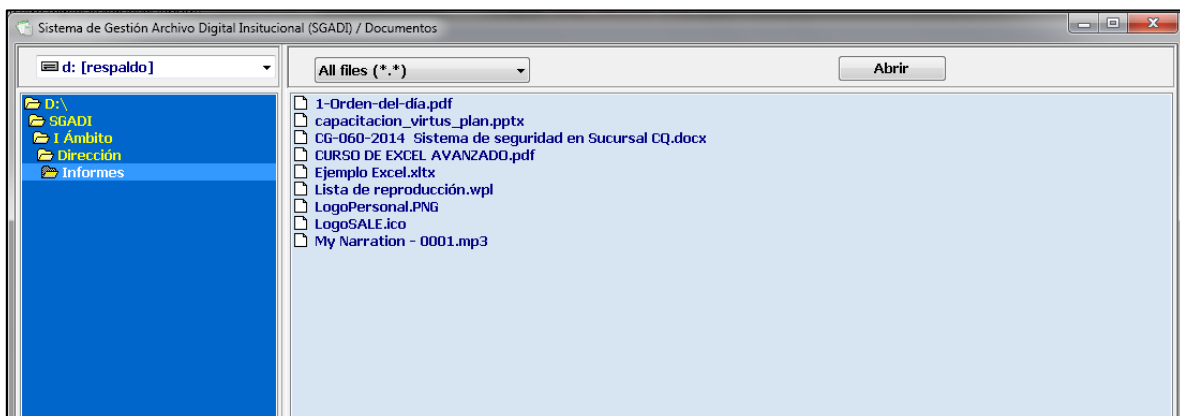 Sistema de Gestión Archivo Digital Insitucional (SGADI) / Documentos
d: [respaldo]
All files (*.*)
Abrir
D:\
SGADI
I Ámbito
Dirección
Informes
1-Orden-del-día.pdf
capacitacion_virtus_plan.pptx
CG-060-2014  Sistema de seguridad en Sucursal CQ.docx
CURSO DE EXCEL AVANZADO.pdf
Ejemplo Excel.xltx
Lista de reproducción.wpl
LogoPersonal.PNG
LogoSALE.ico
My Narration - 0001.mp3